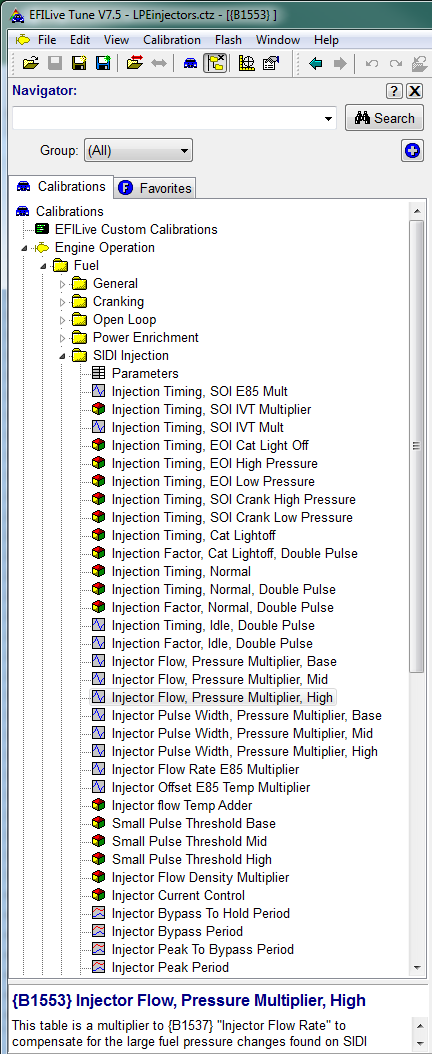 EFILive Tune V7.5 - LPEinjectors.ctz - [{B1553} ]
File Edit View Calibration Flash Window Help
Navigator:
? X
Search
Group: (All)
Calibrations F Favorites
Calibrations
EFILive Custom Calibrations
Engine Operation
Fuel
General
Cranking
Open Loop
Power Enrichment
SIDI Injection
Parameters
Injection Timing, SOI E85 Mult
Injection Timing, SOI IVT Multiplier
Injection Timing, SOI IVT Mult
Injection Timing, EOI Cat Light Off
Injection Timing, EOI High Pressure
Injection Timing, EOI Low Pressure
Injection Timing, SOI Crank High Pressure
Injection Timing, SOI Crank Low Pressure
Injection Timing, Cat Lightoff
Injection Factor, Cat Lightoff, Double Pulse
Injection Timing, Normal
Injection Timing, Normal, Double Pulse
Injection Factor, Normal, Double Pulse
Injection Timing, Idle, Double Pulse
Injection Factor, Idle, Double Pulse
Injector Flow, Pressure Multiplier, Base
Injector Flow, Pressure Multiplier, Mid
Injector Flow, Pressure Multiplier, High
Injector Pulse Width, Pressure Multiplier, Base
Injector Pulse Width, Pressure Multiplier, Mid
Injector Pulse Width, Pressure Multiplier, High
Injector Flow Rate E85 Multiplier
Injector Offset E85 Temp Multiplier
Injector flow Temp Adder
Small Pulse Threshold Base
Small Pulse Threshold Mid
Small Pulse Threshold High
Injector Flow Density Multiplier
Injector Current Control
Injector Bypass To Hold Period
Injector Bypass Period
Injector Peak To Bypass Period
Injector Peak Period
{B1553} Injector Flow, Pressure Multiplier, High
This table is a multiplier to {B1537} "Injector Flow Rate" to
compensate for the large fuel pressure changes found on SIDI